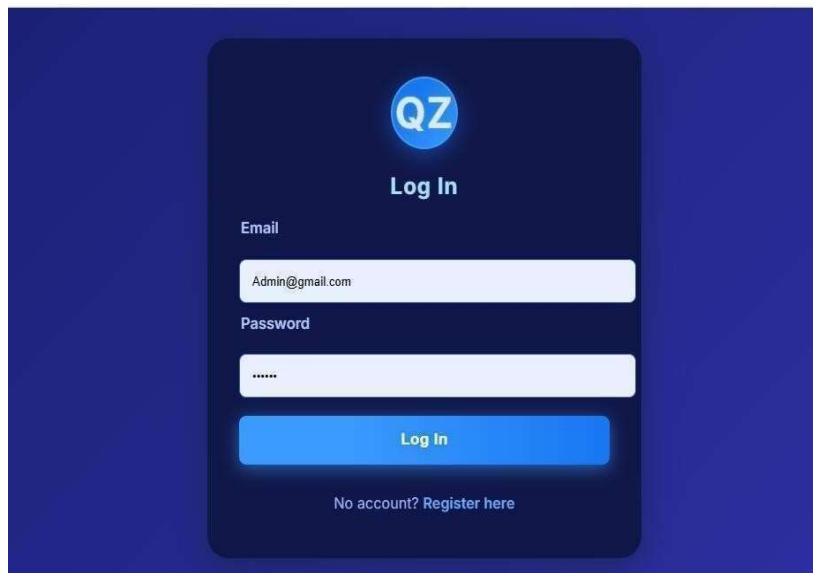 QZ
Log In
Email
Admin@gmail.com
Password
••••••
Log In
No account? Register here